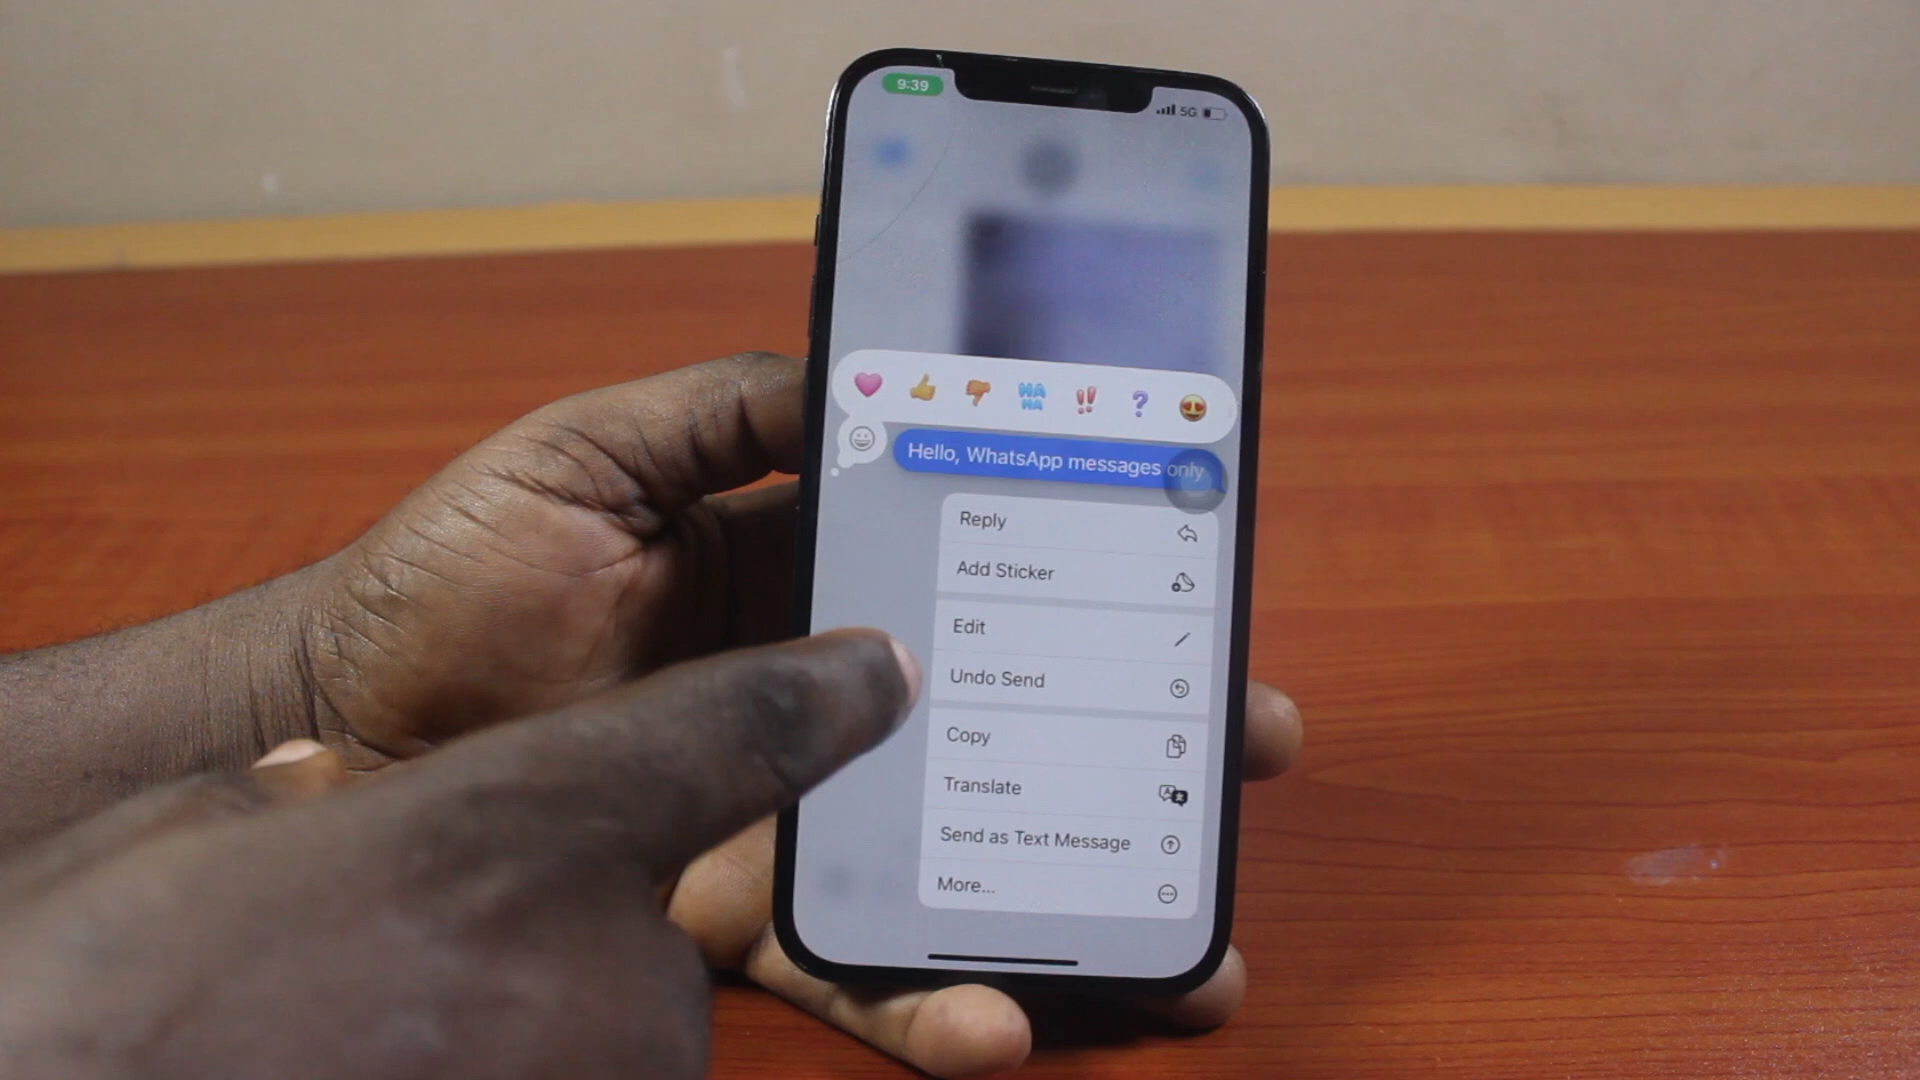 9:39
5G
HA HA
!! ?
Hello, WhatsApp messages only
Reply
Add Sticker
Edit
Undo Send
Copy
Translate
Send as Text Message
More...